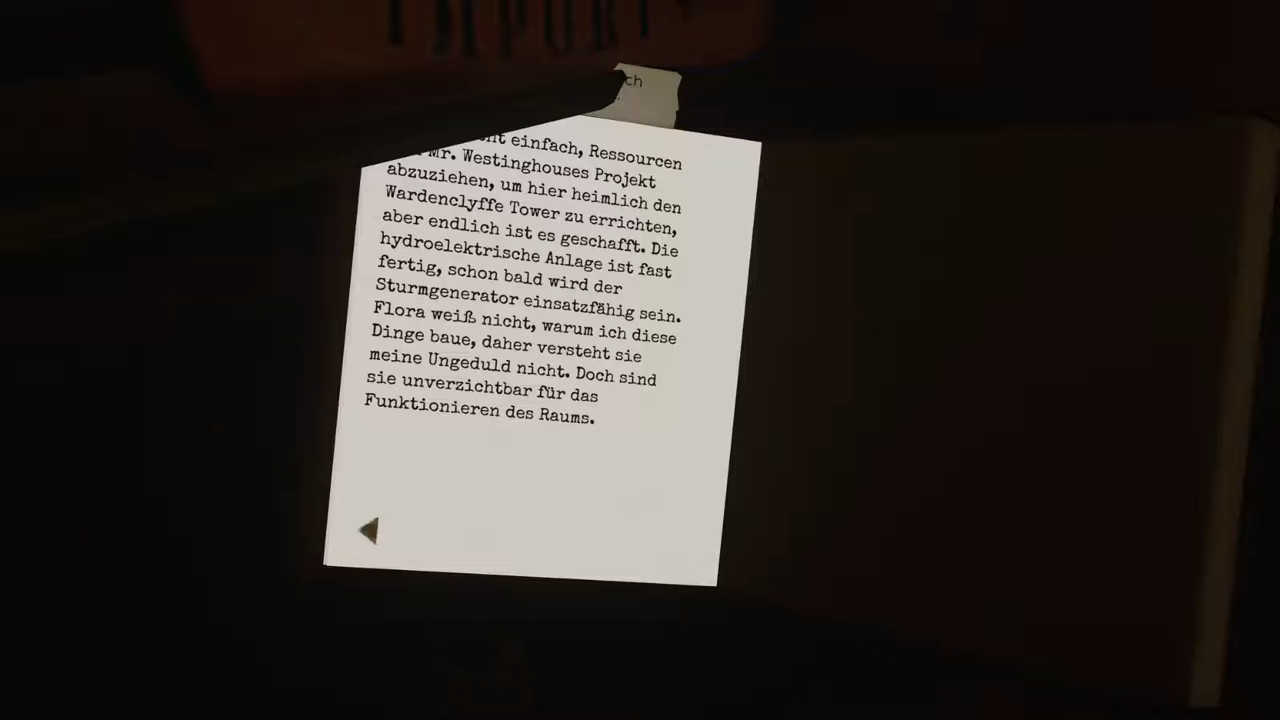 ch
einfach, Ressourcen
Mr. Westinghouses Projekt
abzuziehen, um hier heimlich den
Wardenclyffe Tower zu errichten,
aber endlich ist es geschafft. Die
hydroelektrische Anlage ist fast
fertig, schon bald wird der
Sturmgenerator einsatzfähig sein.
Flora weiß nicht, warum ich diese
Dinge baue, daher versteht sie
meine Ungeduld nicht. Doch sind
sie unverzichtbar für das
Funktionieren des Raums.